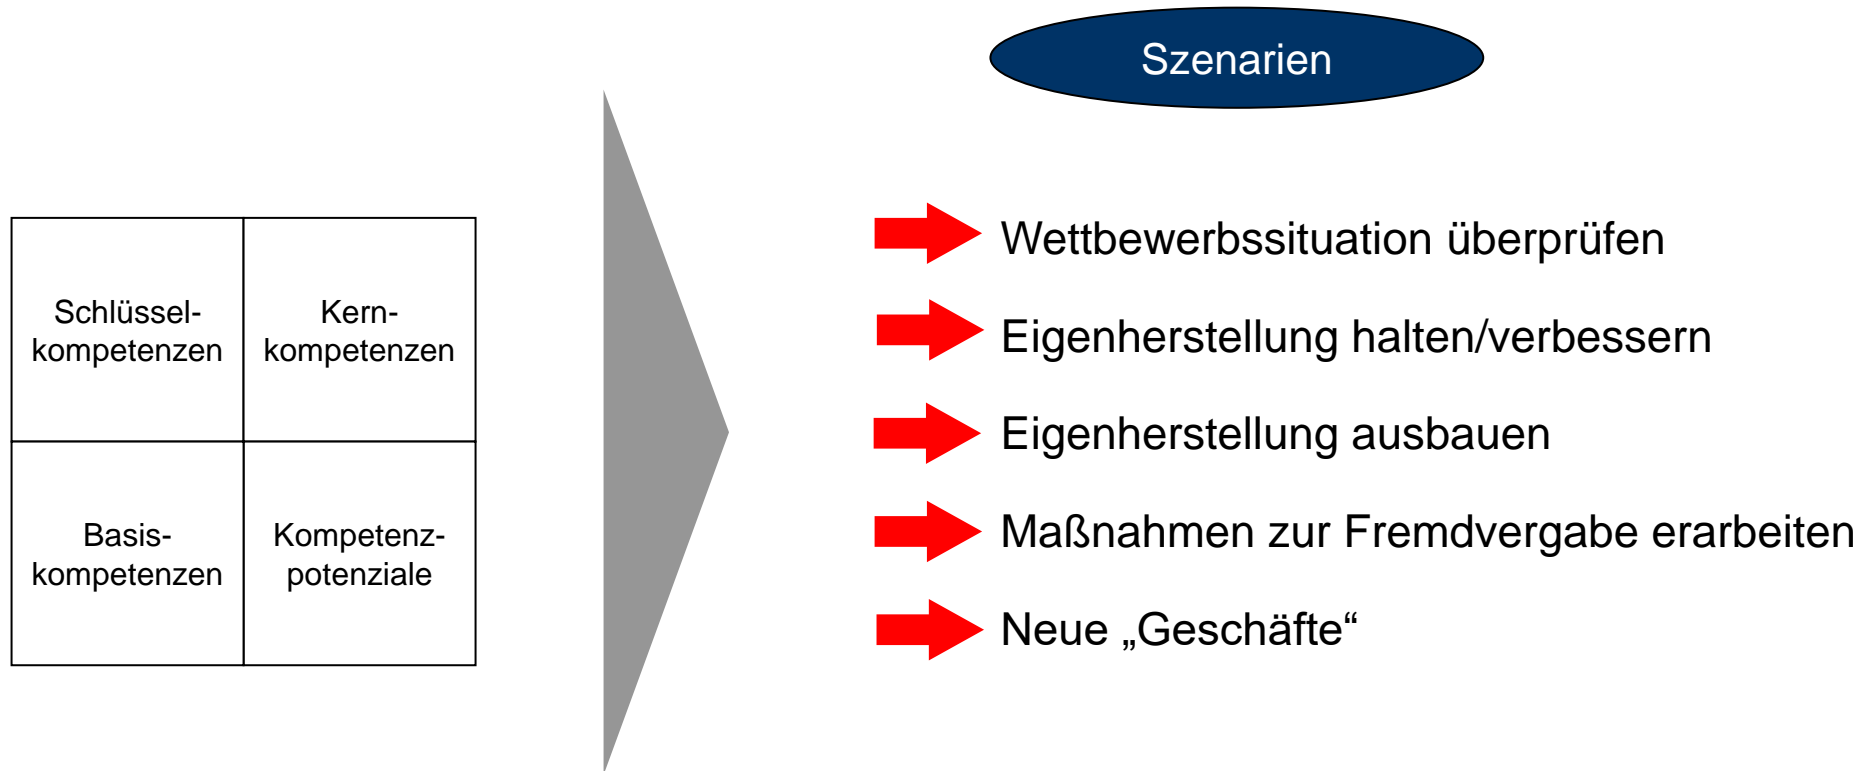 Szenarien
Schlüssel-
kompetenzen
Kern-
kompetenzen
Basis-
kompetenzen
Kompetenz-
potenziale
Wettbewerbssituation überprüfen
Eigenherstellung halten/verbessern
Eigenherstellung ausbauen
Maßnahmen zur Fremdvergabe erarbeiten
Neue „Geschäfte“